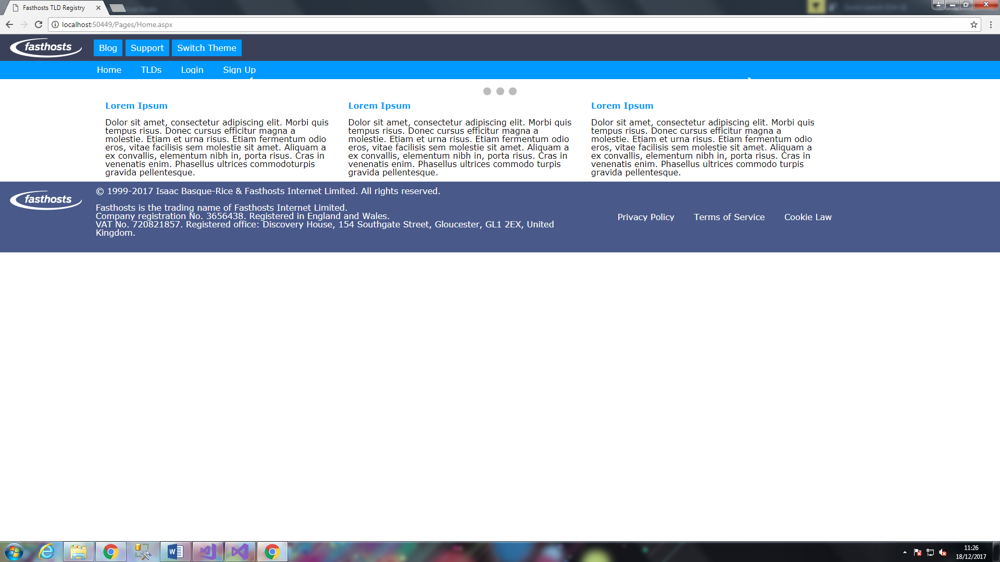 Fasthosts TLD Registry
localhost:50449/Pages/Home.aspx
fasthosts
Blog Support Switch Theme
Home TLDs Login Sign Up
Lorem Ipsum
Dolor sit amet, consectetur adipiscing elit. Morbi quis
tempus risus. Donec cursus efficitur magna a
molestie. Etiam et urna risus. Etiam fermentum odio
eros, vitae facilisis sem molestie sit amet. Aliquam a
ex convallis, elementum nibh in, porta risus. Cras in
venenatis enim. Phasellus ultrices commodoturpis
gravida pellentesque.
Lorem Ipsum
Dolor sit amet, consectetur adipiscing elit. Morbi quis
tempus risus. Donec cursus efficitur magna a
molestie. Etiam et urna risus. Etiam fermentum odio
eros, vitae facilisis sem molestie sit amet. Aliquam a
ex convallis, elementum nibh in, porta risus. Cras in
venenatis enim. Phasellus ultrices commodo turpis
gravida pellentesque.
Lorem Ipsum
Dolor sit amet, consectetur adipiscing elit. Morbi quis
tempus risus. Donec cursus efficitur magna a
molestie. Etiam et urna risus. Etiam fermentum odio
eros, vitae facilisis sem molestie sit amet. Aliquam a
ex convallis, elementum nibh in, porta risus. Cras in
venenatis enim. Phasellus ultrices commodo turpis
gravida pellentesque.
fasthosts
© 1999-2017 Isaac Basque-Rice & Fasthosts Internet Limited. All rights reserved.
Fasthosts is the trading name of Fasthosts Internet Limited.
Company registration No. 3656438. Registered in England and Wales.
VAT No. 720821857. Registered office: Discovery House, 154 Southgate Street, Gloucester, GL1 2EX, United
Kingdom.
Privacy Policy Terms of Service Cookie Law
11:26
18/12/2017